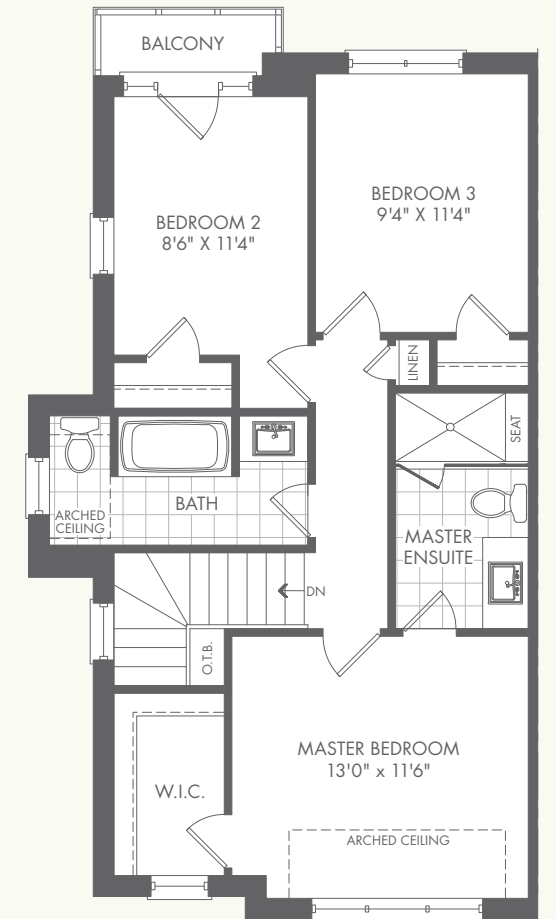 BALCONY
BEDROOM 2
8'6" X 11'4"
BEDROOM 3
9'4" X 11'4"
LINEN
SEAT
BATH
ARCHED
CEILING
MASTER
ENSUITE
DN
O.T.B.
MASTER BEDROOM
13'0" x 11'6"
W.I.C.
ARCHED CEILING